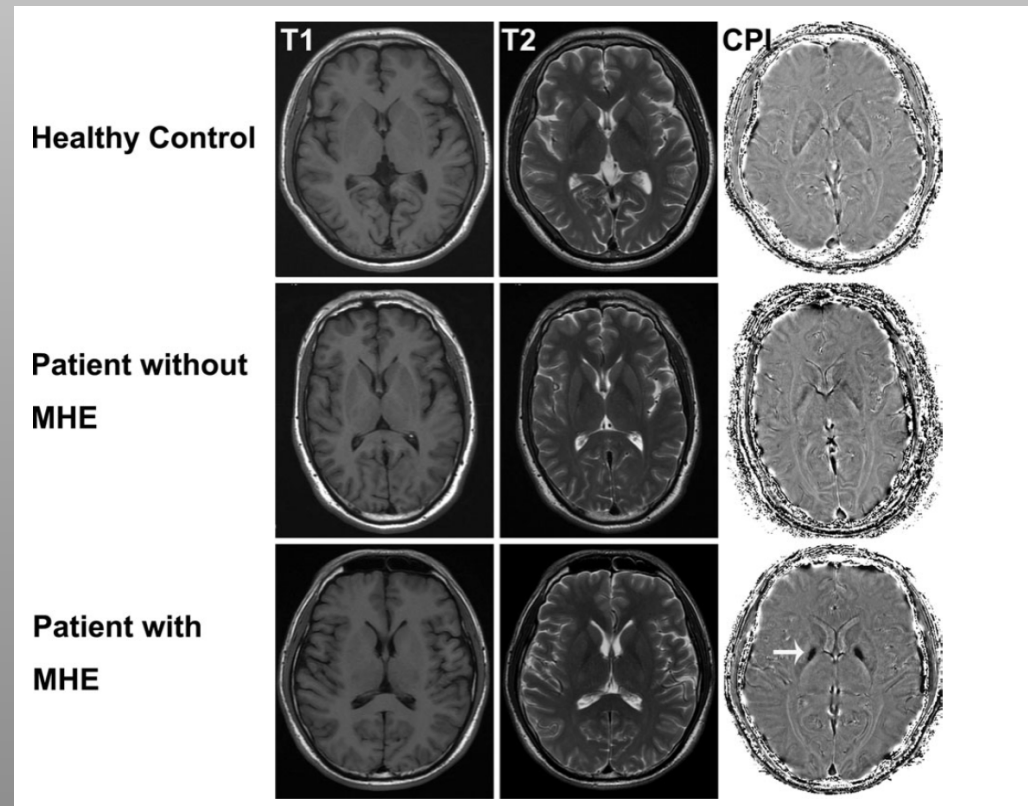 T1 T2 CPI
Healthy Control
Patient without
MHE
Patient with
MHE